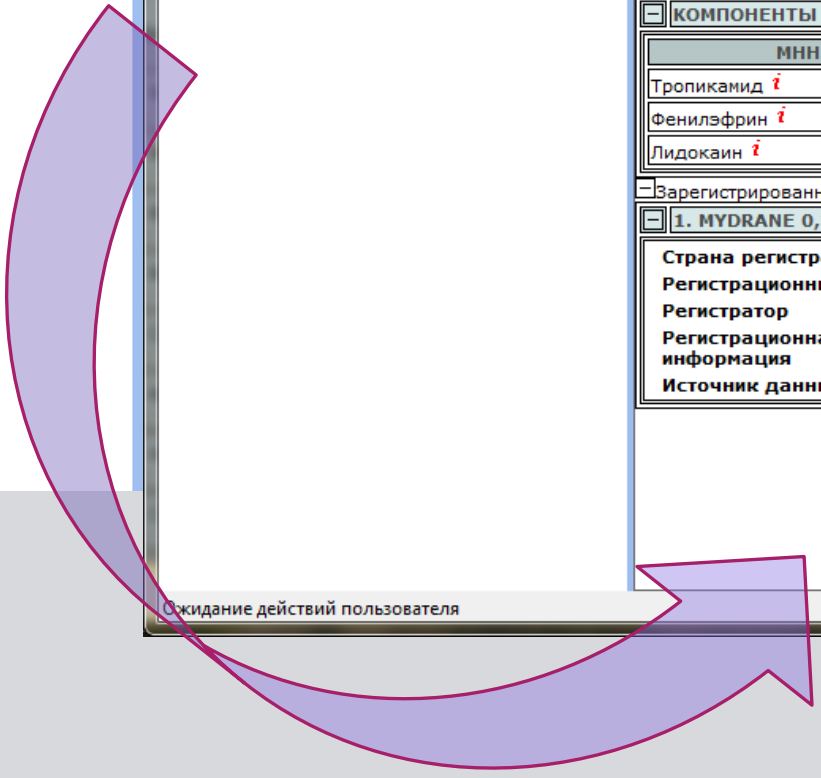 КОМПОНЕНТЫ
МНН
Тропикамид i
Фенилэфрин i
Лидокаин i
Зарегистрированн
1. MYDRANE 0,
Страна регистр
Регистрационн
Регистратор
Регистрационна
информация
Источник данн
Ожидание действий пользователя